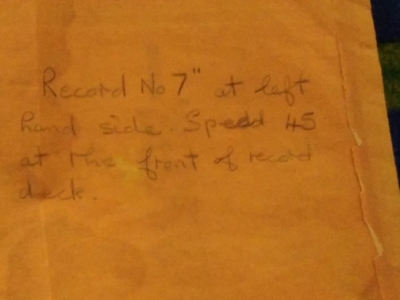 Record No 7" at left
hand side. Speed 45
at the front of record
deck.